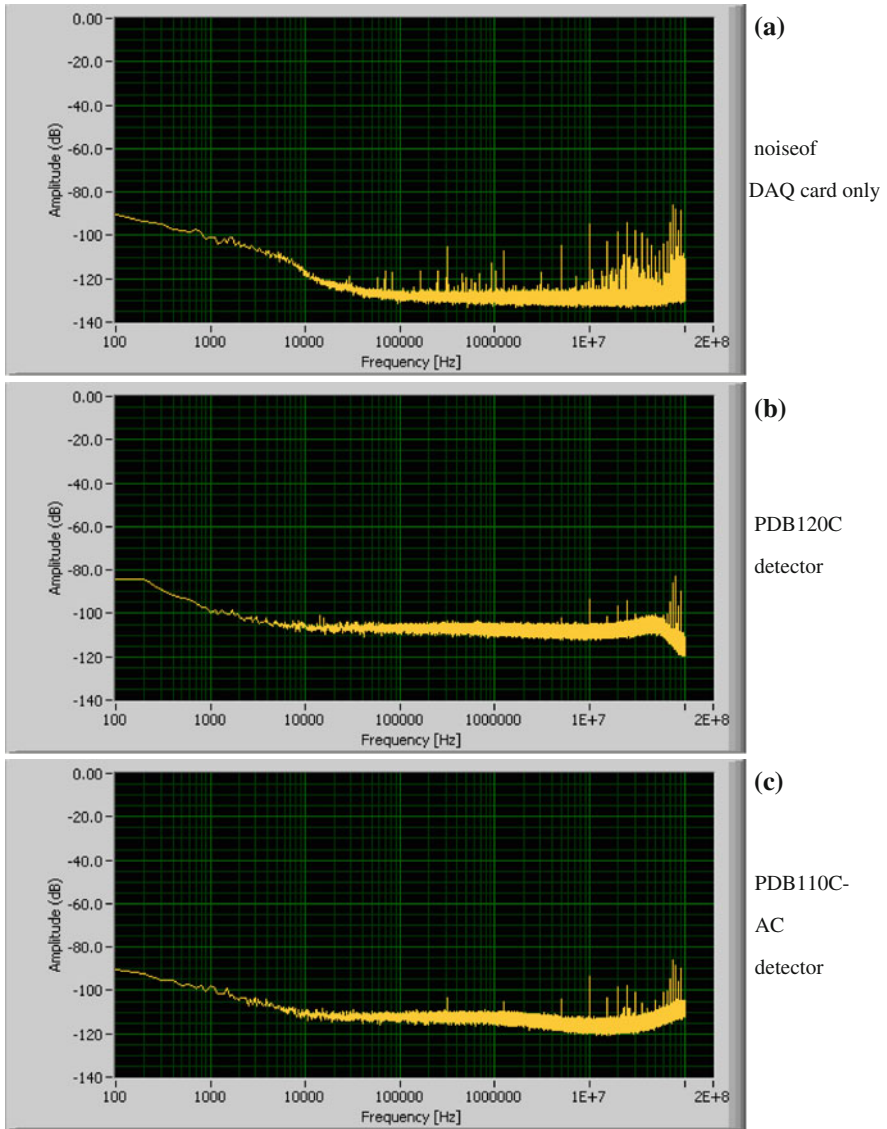 (a)
0.00
-20.0
-40.0
-60.0
-80.0
-100
-120
-140
Amplitude (dB)
100 1000 10000 100000 1000000 1E+7 2E+8
Frequency [Hz]
noiseof
DAQ card only
(b)
0.00
-20.0
-40.0
-60.0
-80.0
-100
-120
-140
Amplitude (dB)
100 1000 10000 100000 1000000 1E+7 2E+8
Frequency [Hz]
PDB120C
detector
(c)
0.00
-20.0
-40.0
-60.0
-80.0
-100
-120
-140
Amplitude (dB)
100 1000 10000 100000 1000000 1E+7 2E+8
Frequency [Hz]
PDB110C-
AC
detector